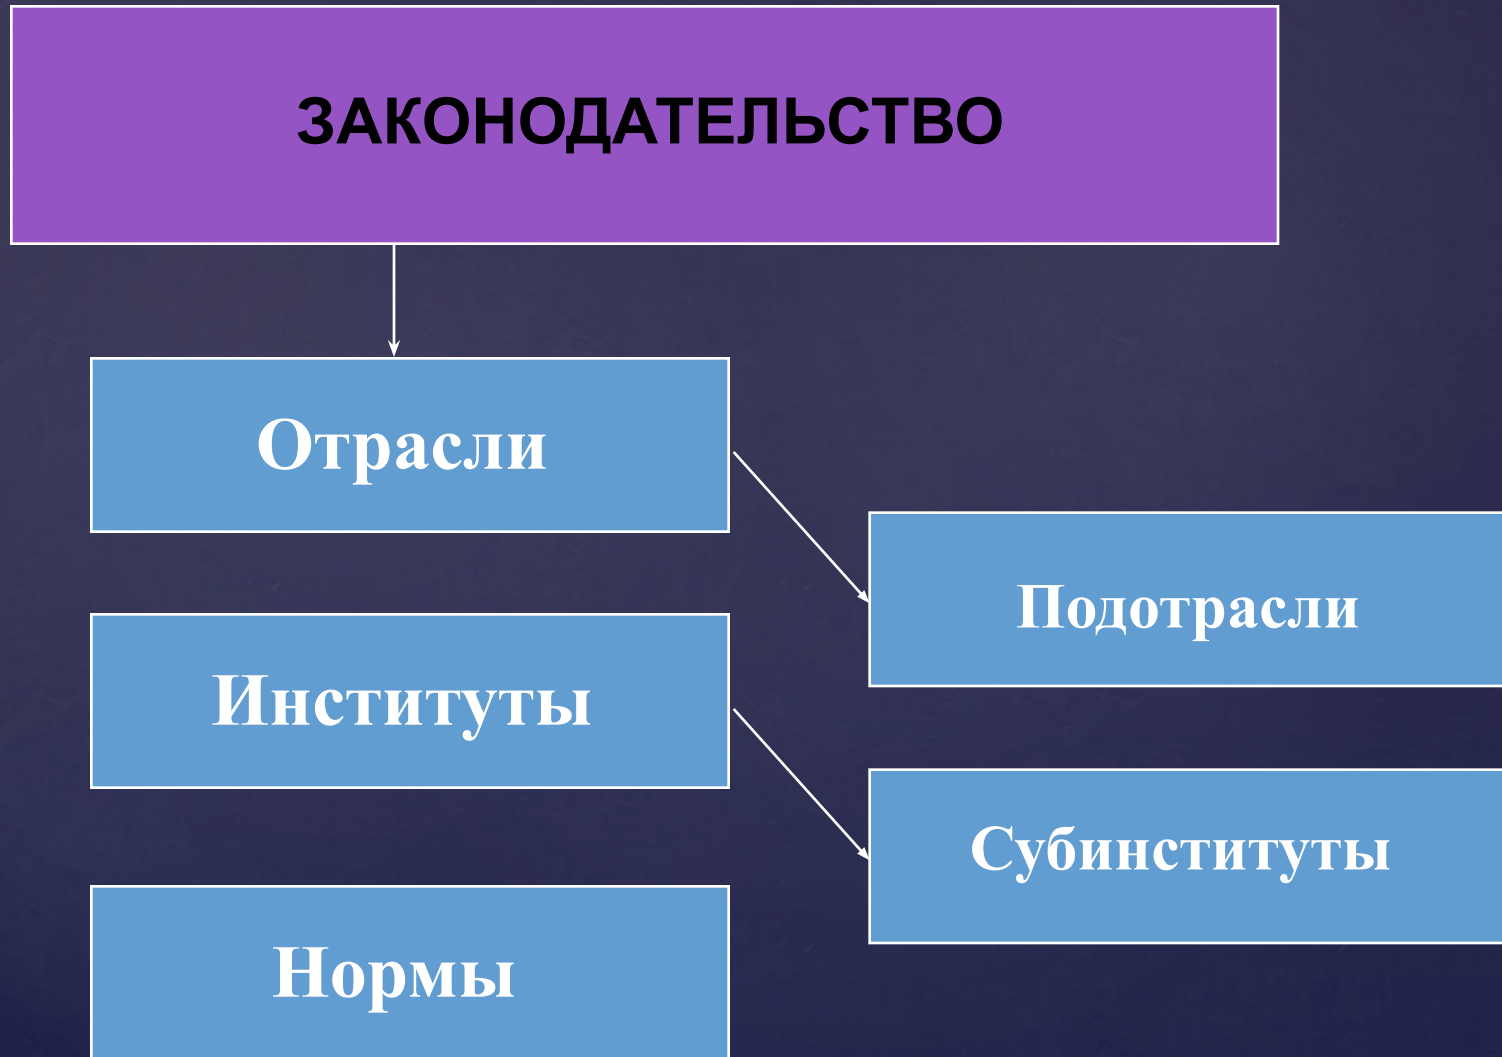 ЗАКОНОДАТЕЛЬСТВО
Отрасли
Подотрасли
Институты
Субинституты
Нормы